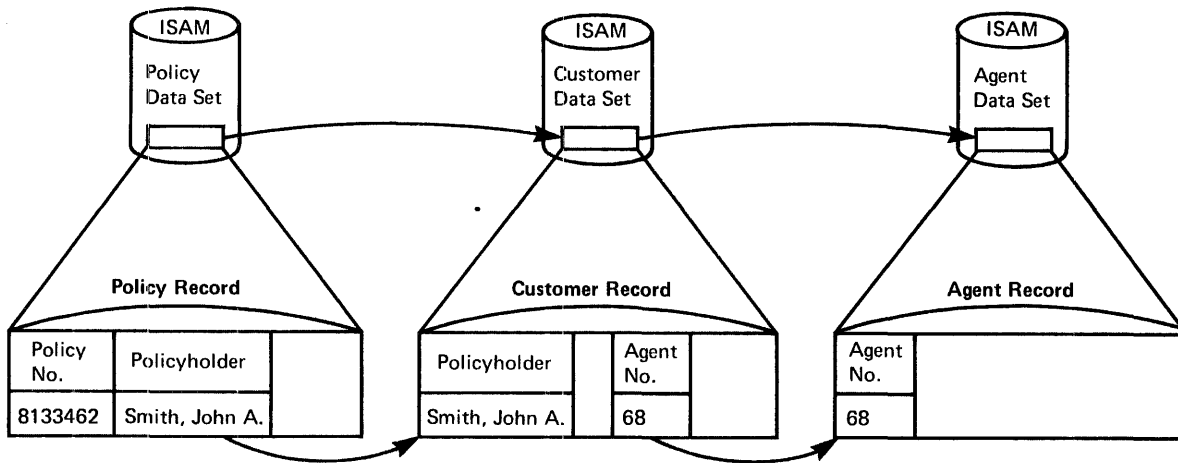 ISAM
Policy
Data Set
ISAM
Customer
Data Set
ISAM
Agent
Data Set
Policy Record
Policy
No.
Policyholder
8133462
Smith, John A.
Customer Record
Policyholder
Agent
No.
Smith, John A.
68
Agent Record
Agent
No.
68